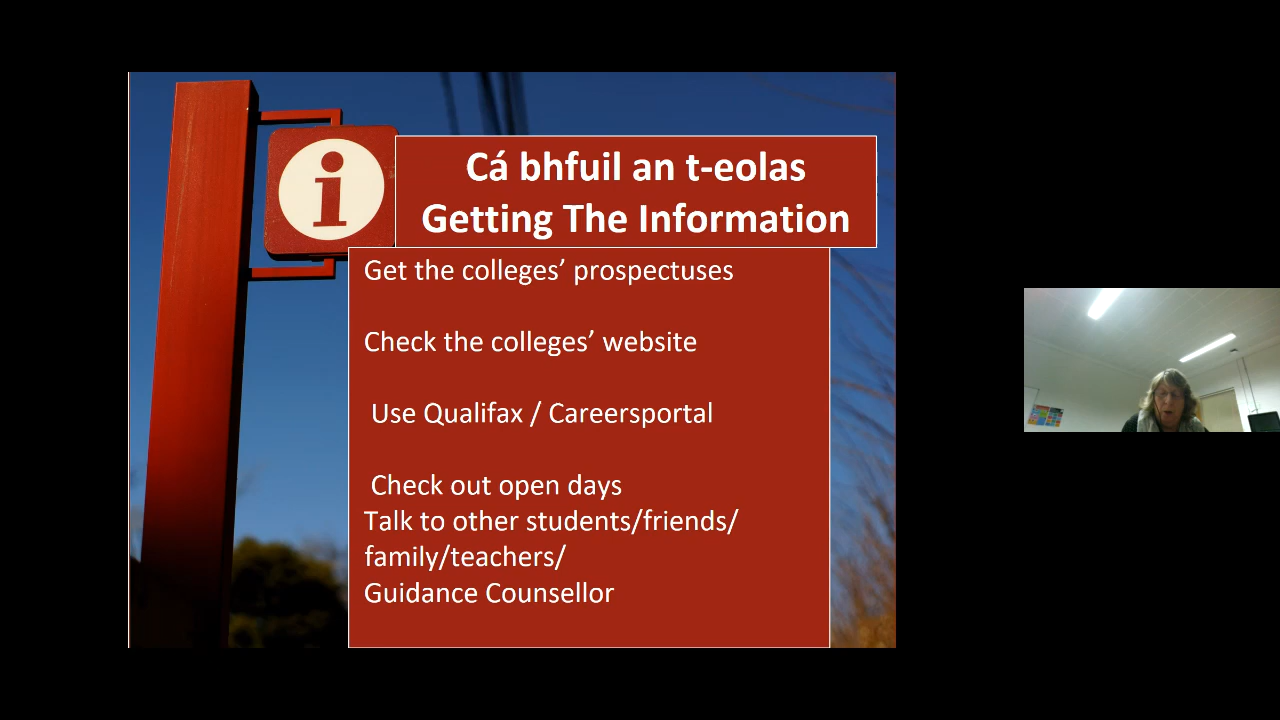 i
Cá bhfuil an t-eolas
Getting The Information
Get the colleges’ prospectuses
Check the colleges’ website
Use Qualifax / Careersportal
Check out open days
Talk to other students/friends/
family/teachers/
Guidance Counsellor